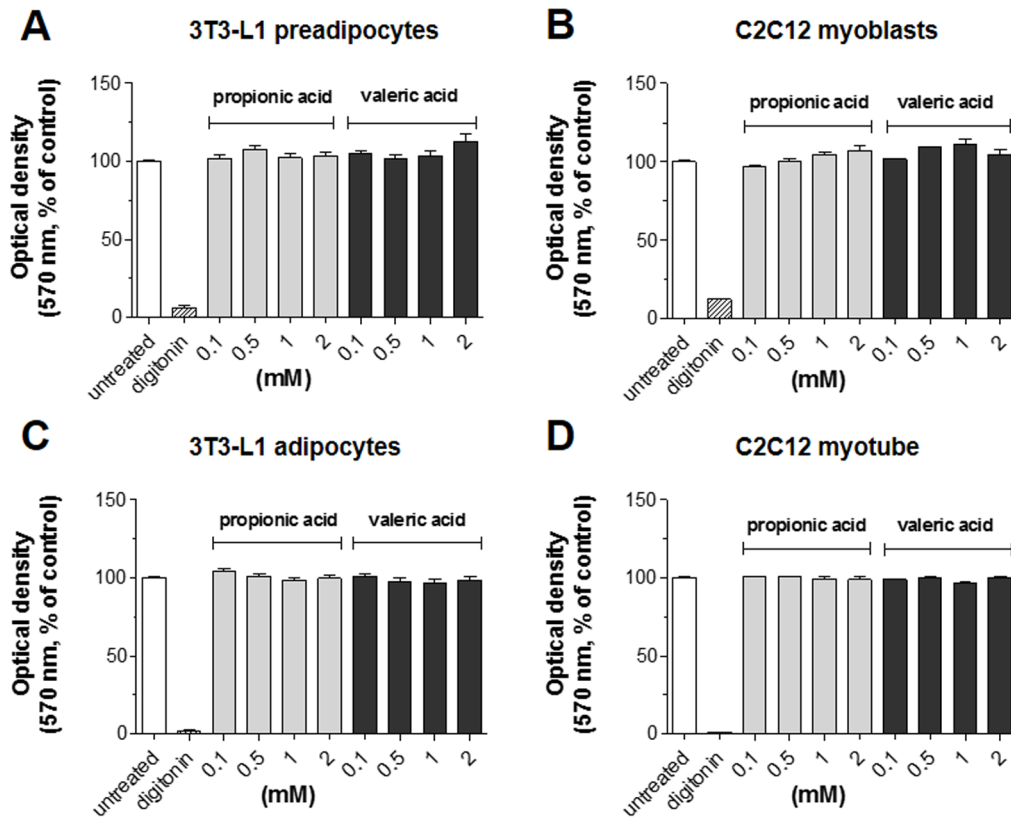 A
3T3-L1 preadipocytes
Optical density
(570 nm, % of control)
150
100
50
0
propionic acid
valeric acid
untreated
digitonin
0.1
0.5
1
2
0.1
0.5
1
2
(mM)
B
C2C12 myoblasts
Optical density
(570 nm, % of control)
150
100
50
0
propionic acid
valeric acid
untreated
digitonin
0.1
0.5
1
2
0.1
0.5
1
2
(mM)
C
3T3-L1 adipocytes
Optical density
(570 nm, % of control)
150
100
50
0
propionic acid
valeric acid
untreated
digitonin
0.1
0.5
1
2
0.1
0.5
1
2
(mM)
D
C2C12 myotube
Optical density
(570 nm, % of control)
150
100
50
0
propionic acid
valeric acid
untreated
digitonin
0.1
0.5
1
2
0.1
0.5
1
2
(mM)